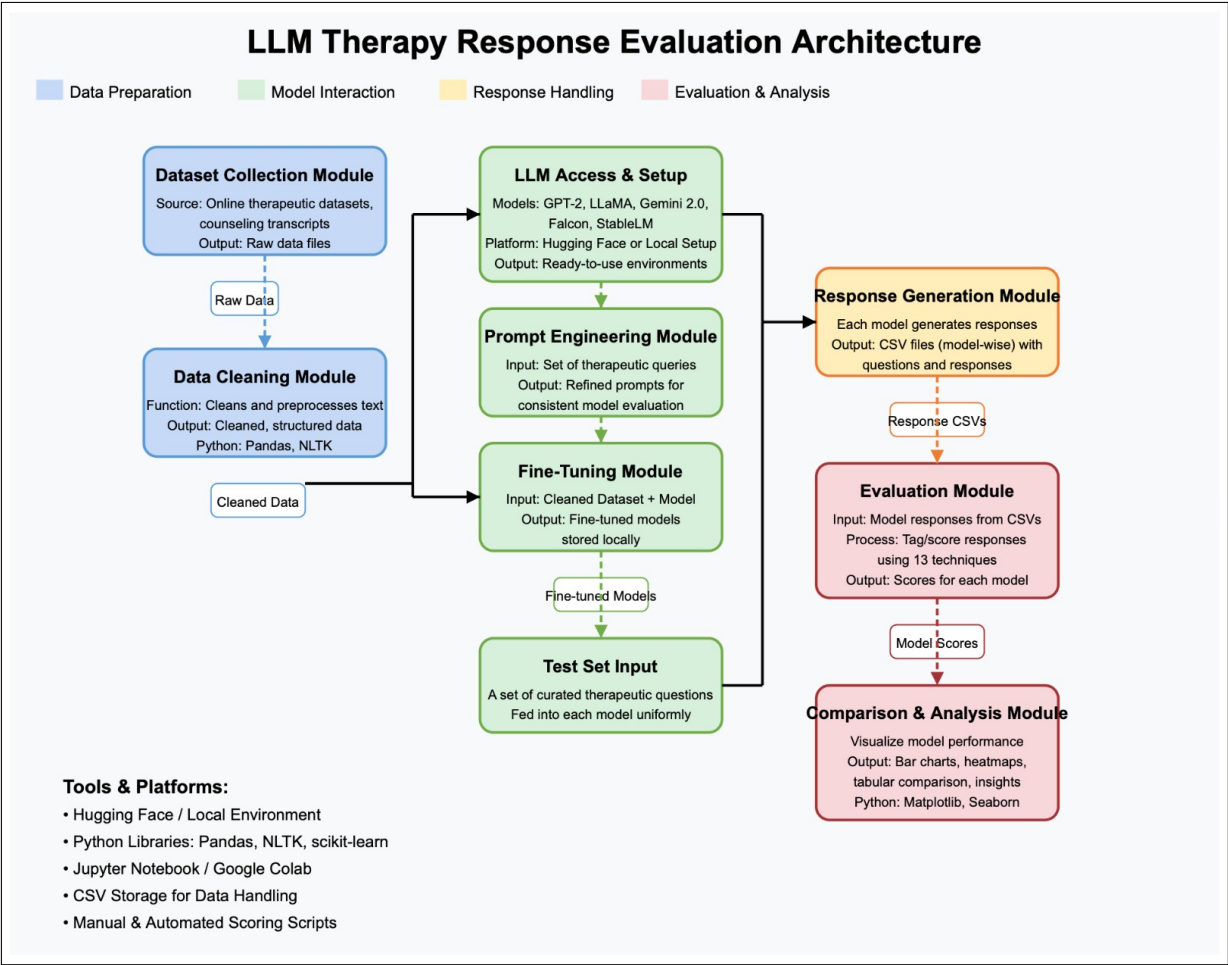 LLM Therapy Response Evaluation Architecture
Data Preparation
Model Interaction
Response Handling
Evaluation & Analysis
Dataset Collection Module
Source: Online therapeutic datasets,
counseling transcripts
Output: Raw data files
Raw Data
Data Cleaning Module
Function: Cleans and preprocesses text
Output: Cleaned, structured data
Python: Pandas, NLTK
Cleaned Data
LLM Access & Setup
Models: GPT-2, LLaMA, Gemini 2.0,
Falcon, StableLM
Platform: Hugging Face or Local Setup
Output: Ready-to-use environments
Prompt Engineering Module
Input: Set of therapeutic queries
Output: Refined prompts for
consistent model evaluation
Fine-Tuning Module
Input: Cleaned Dataset + Model
Output: Fine-tuned models
stored locally
Fine-tuned Models
Test Set Input
A set of curated therapeutic questions
Fed into each model uniformly
Response Generation Module
Each model generates responses
Output: CSV files (model-wise) with
questions and responses
Response CSVs
Evaluation Module
Input: Model responses from CSVs
Process: Tag/score responses
using 13 techniques
Output: Scores for each model
Model Scores
Comparison & Analysis Module
Visualize model performance
Output: Bar charts, heatmaps,
tabular comparison, insights
Python: Matplotlib, Seaborn
Tools & Platforms:
• Hugging Face / Local Environment
• Python Libraries: Pandas, NLTK, scikit-learn
• Jupyter Notebook / Google Colab
• CSV Storage for Data Handling
• Manual & Automated Scoring Scripts